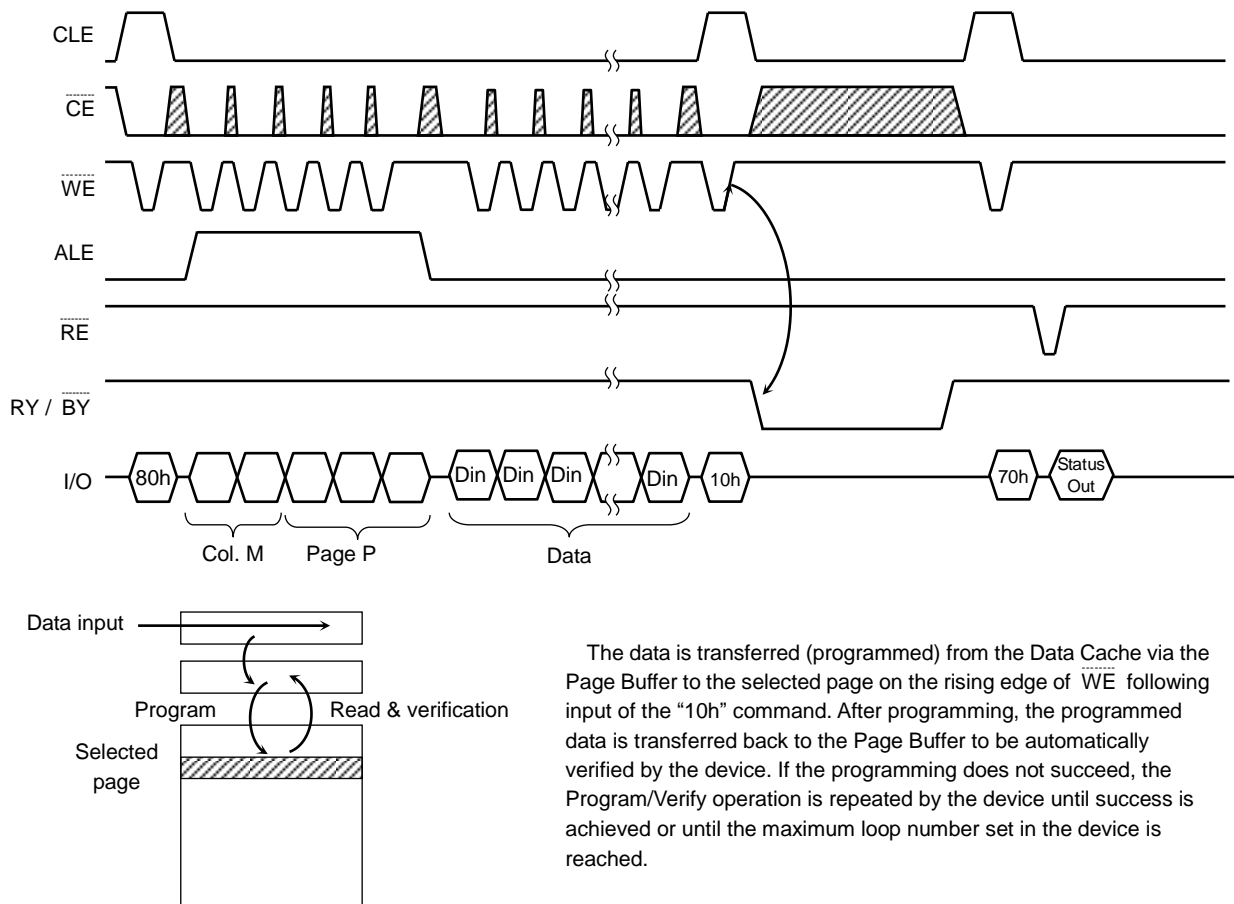 CLE
CE
WE
ALE
RE
RY / BY
I/O
80h
Din
Din
Din
Din
10h
70h
Status
Out
Col. M
Page P
Data
Data input
Program
Read & verification
Selected
page
The data is transferred (programmed) from the Data Cache via the
Page Buffer to the selected page on the rising edge of WE following
input of the “10h” command. After programming, the programmed
data is transferred back to the Page Buffer to be automatically
verified by the device. If the programming does not succeed, the
Program/Verify operation is repeated by the device until success is
achieved or until the maximum loop number set in the device is
reached.